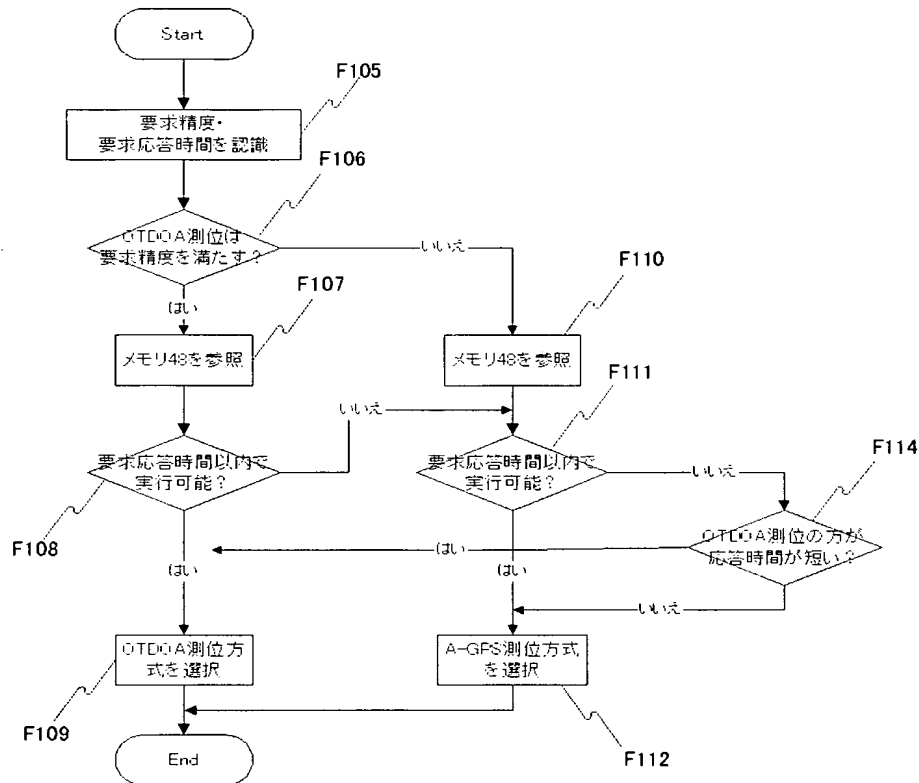 Start
F105
要求精度・
要求応答時間を認識
F106
OTDOA測位は
要求精度を満たす?
いいえ
はい
F107
F110
メモリ48を参照
メモリ48を参照
F111
いいえ
F114
要求応答時間以内で
実行可能?
要求応答時間以内で
実行可能?
いいえ
F108
OTDOA測位の方が
応答時間が短い?
はい
はい
はい
いいえ
OTDOA測位方
式を選択
A-GPS測位方式
を選択
F109
F112
End